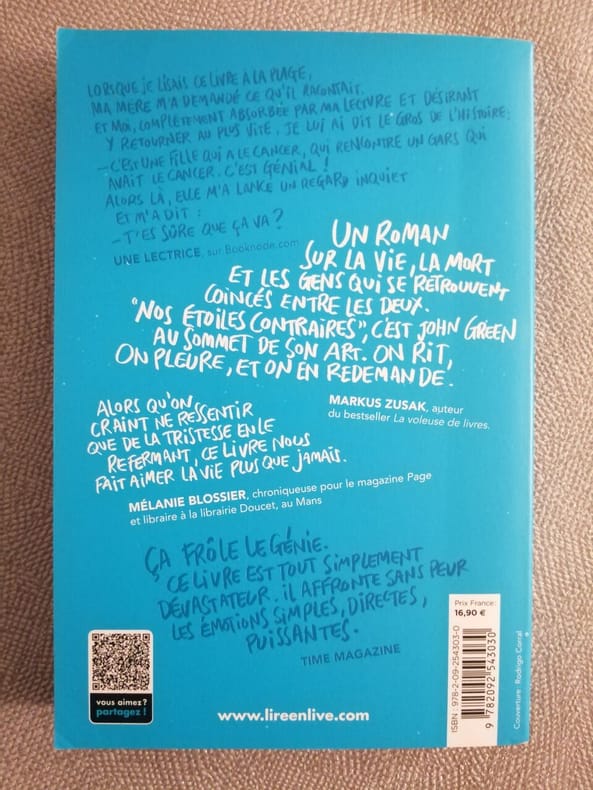 LORSQUE JE LISAIS CE LIVRE À LA PLAGE,
MA MÈRE M'A DEMANDÉ CE QU'IL RACONTAIT.
ET MOI, COMPLÈTEMENT ABSORBÉE PAR MA LECTURE ET DÉSIRANT
Y RETOURNER AU PLUS VITE, JE LUI AI DIT LE GROS DE L'HISTOIRE:
– C'EST UNE FILLE QUI A LE CANCER, QUI RENCONTRE UN GARS QUI
AVAIT LE CANCER. C'EST GÉNIAL !
ALORS LÀ, ELLE M'A LANCÉ UN REGARD INQUIET
ET M'A DIT :
– T'ES SÛRE QUE ÇA VA ?
UNE LECTRICE, sur Booknode.com
UN ROMAN
SUR LA VIE, LA MORT
ET LES GENS QUI SE RETROUVENT
COINCÉS ENTRE LES DEUX.
"NOS ÉTOILES CONTRAIRES", C'EST JOHN GREEN
AU SOMMET DE SON ART. ON RIT,
ON PLEURE, ET ON EN REDEMANDE.
MARKUS ZUSAK, auteur
du bestseller La voleuse de livres.
ALORS QU'ON
CRAINT NE RESSENTIR
QUE DE LA TRISTESSE EN LE
REFERMANT, CE LIVRE NOUS
FAIT AIMER LA VIE PLUS QUE JAMAIS.
MÉLANIE BLOSSIER, chroniqueuse pour le magazine Page
et libraire à la librairie Doucet, au Mans
ÇA FRÔLE LE GÉNIE.
CE LIVRE EST TOUT SIMPLEMENT
DÉVASTATEUR. IL AFFRONTE SANS PEUR
LES ÉMOTIONS SIMPLES, DIRECTES,
PUISSANTES.
TIME MAGAZINE
vous aimez ?
partagez !
www.lireenlive.com
Prix France :
16,90 €
ISBN : 978-2-09-254303-0
9 782092 543030
Couverture : Rodrigo Corral